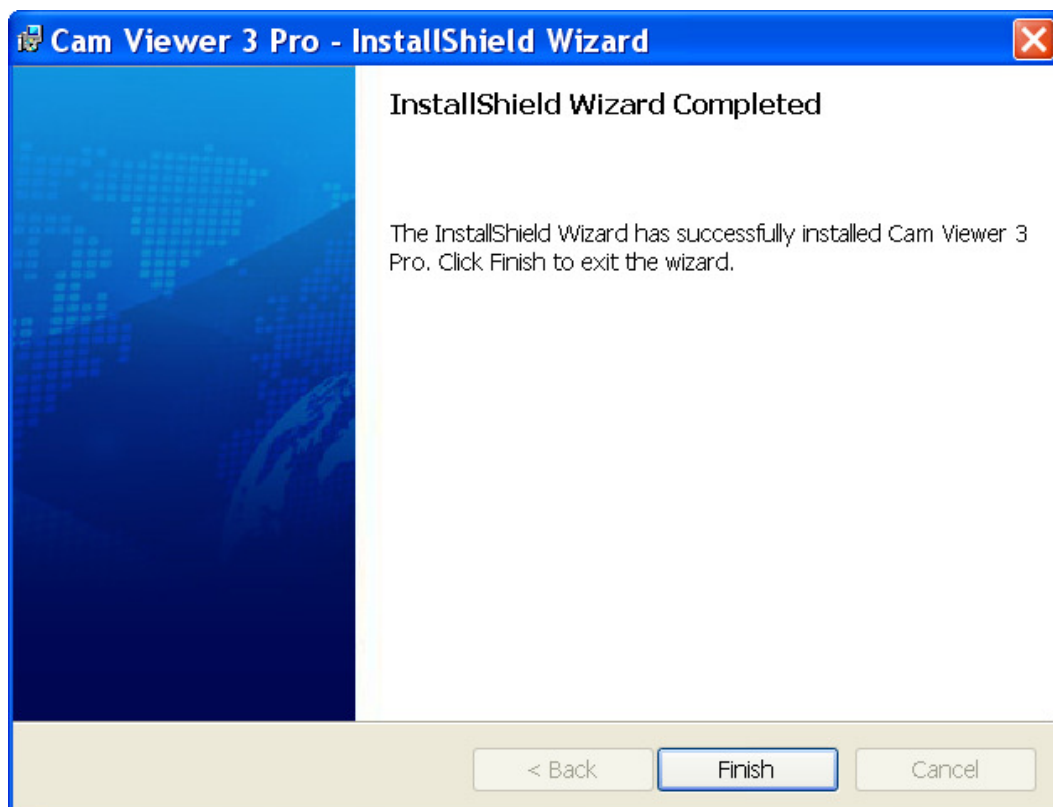 Cam Viewer 3 Pro - InstallShield Wizard
InstallShield Wizard Completed
The InstallShield Wizard has successfully installed Cam Viewer 3
Pro. Click Finish to exit the wizard.
< Back
Finish
Cancel